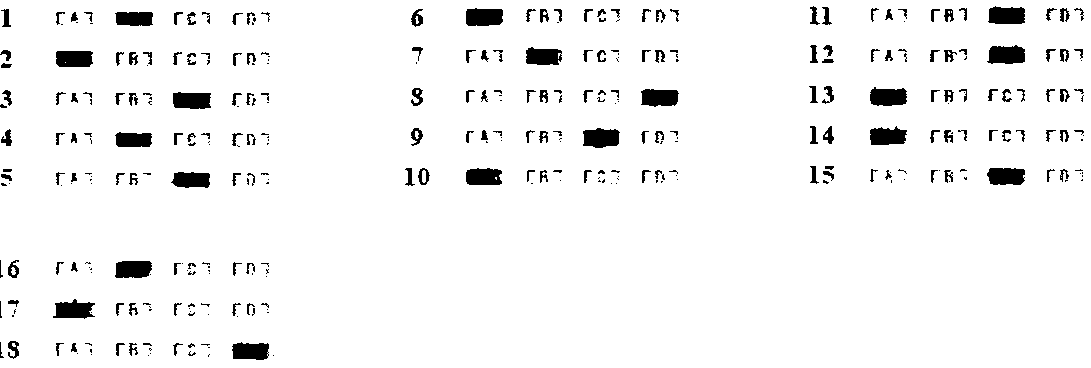 1 [A] [C] [D] 6 [B] [C] [D] 11 [A] [B] [D]
2 [B] [C] [D] 7 [A] [C] [D] 12 [A] [B] [D]
3 [A] [B] [D] 8 [A] [B] [C] 13 [B] [C] [D]
4 [A] [C] [D] 9 [A] [B] [D] 14 [B] [C] [D]
5 [A] [B] [D] 10 [B] [C] [D] 15 [A] [B] [D]
16 [A] [C] [D]
17 [B] [C] [D]
18 [A] [B] [C]